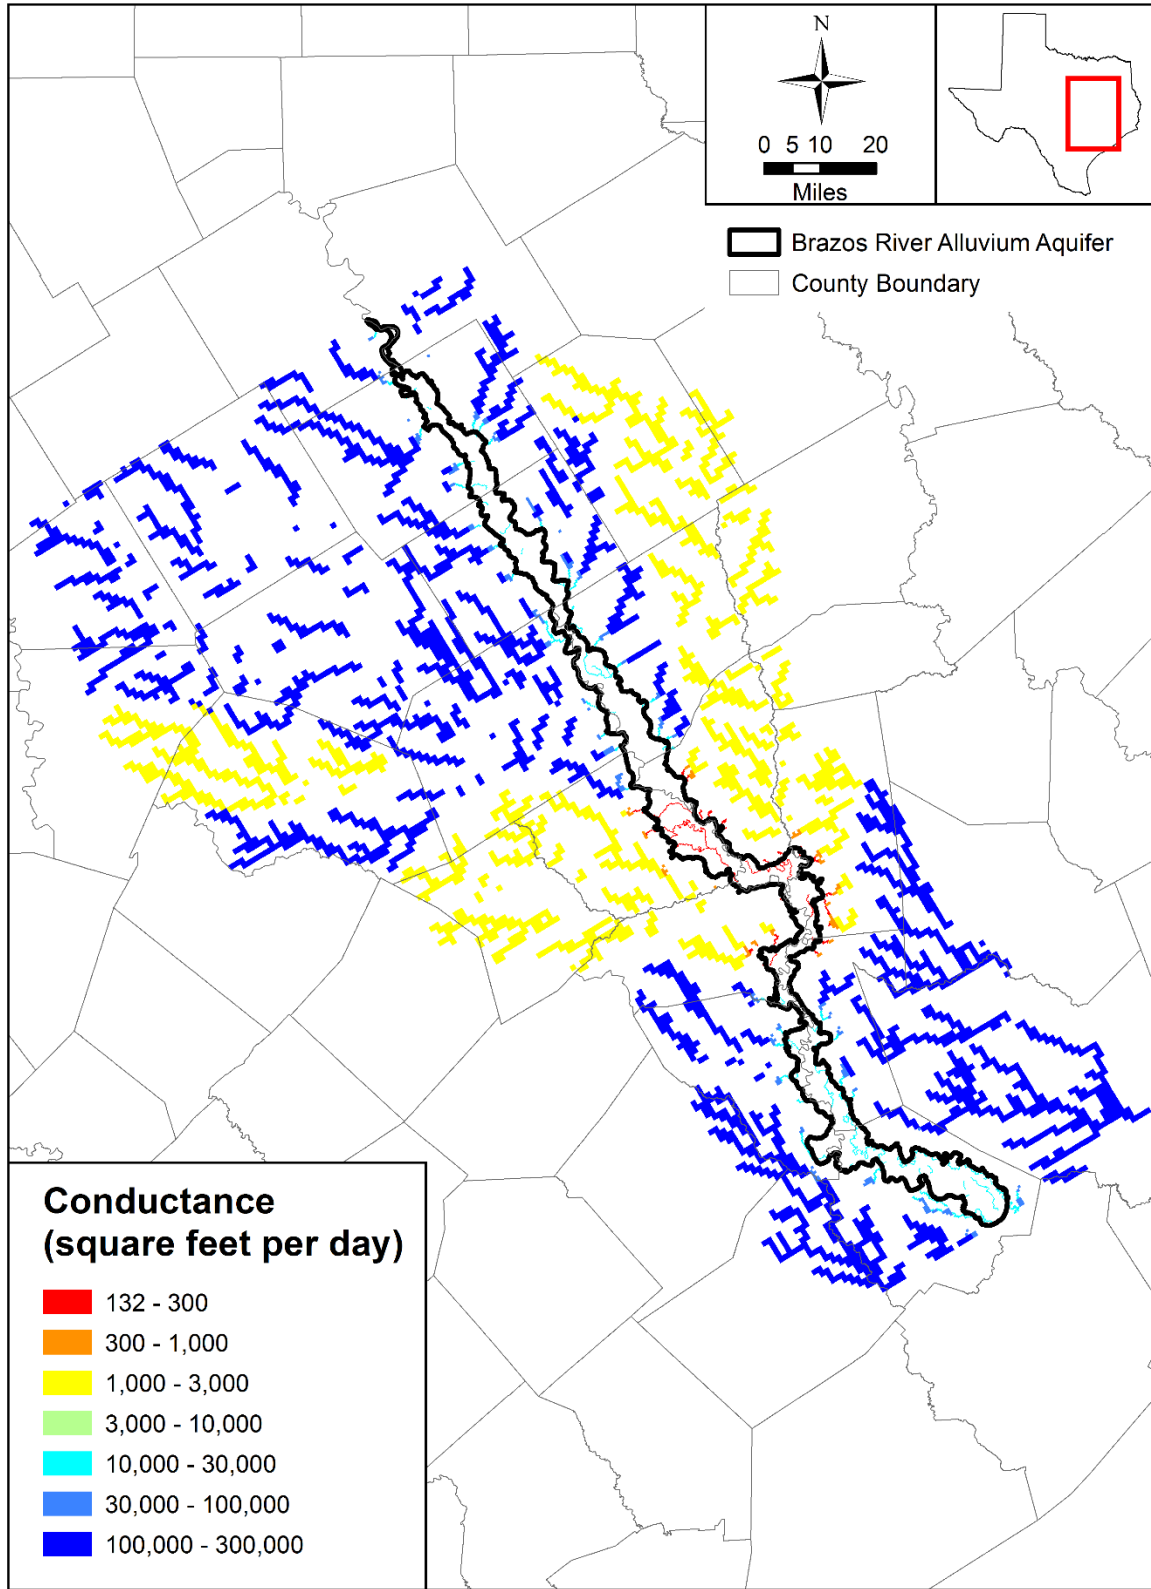 N
0 5 10 20
Miles
Brazos River Alluvium Aquifer
County Boundary
Conductance
(square feet per day)
132 - 300
300 - 1,000
1,000 - 3,000
3,000 - 10,000
10,000 - 30,000
30,000 - 100,000
100,000 - 300,000